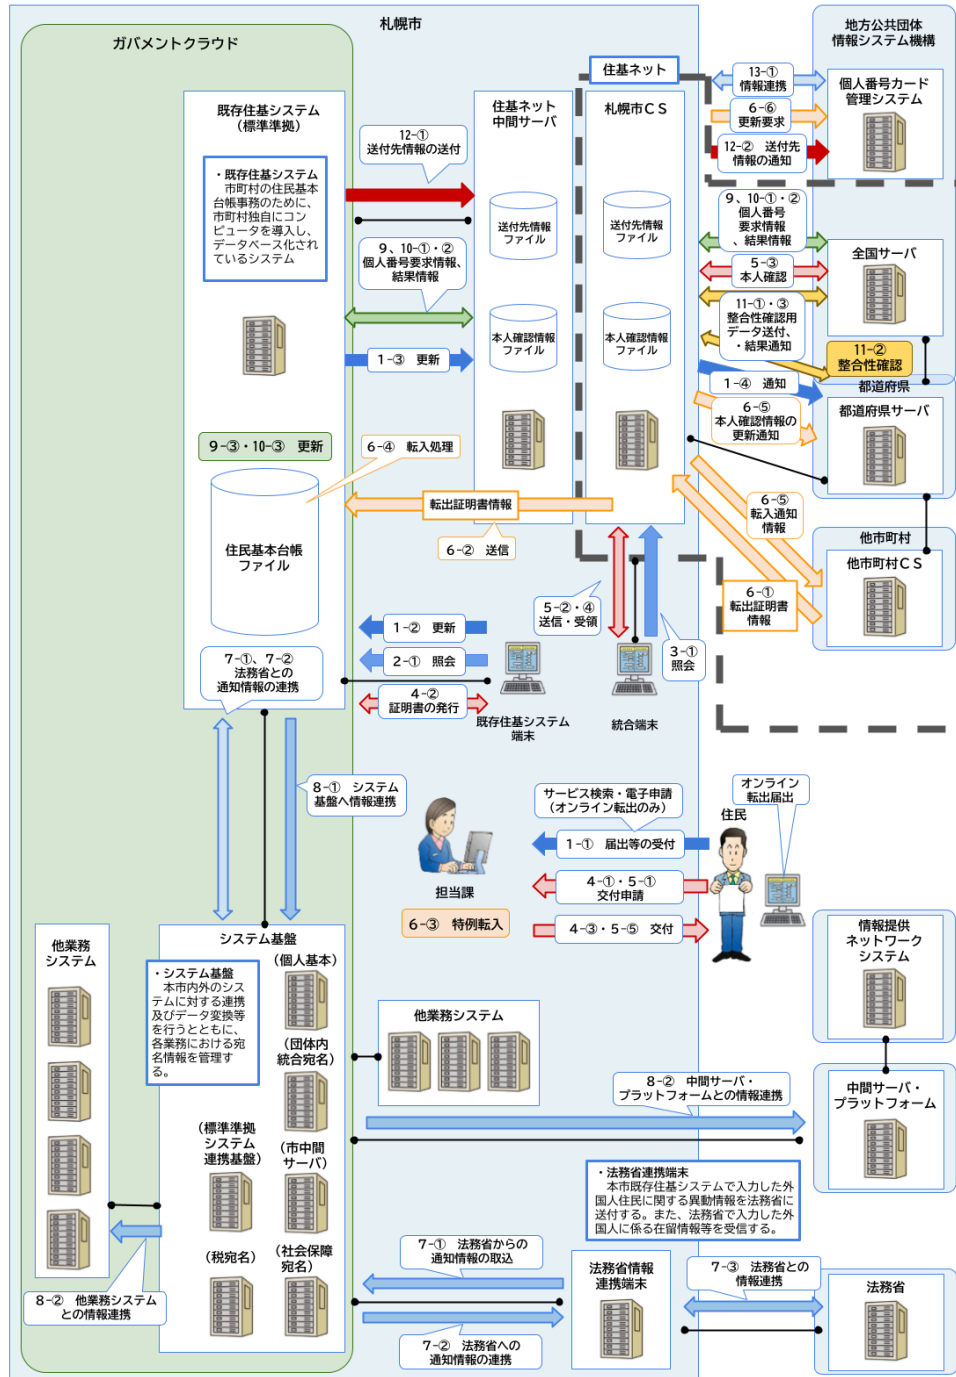 札幌市
ガバメントクラウド
地方公共団体
情報システム機構
住基ネット
既存住基システム
（標準準拠）
・既存住基システム
市町村の住民基本
台帳事務のために、
市町村独自にコン
ピュータを導入し、
データベース化され
ているシステム
12-①
送付先情報の送付
9、10-①・②
個人番号要求情報、
結果情報
1-③　更新
住基ネット
中間サーバ
送付先情報
ファイル
本人確認情報
ファイル
札幌市ＣＳ
送付先情報
ファイル
本人確認情報
ファイル
13-①
情報連携
6-⑥
更新要求
12-②　送付先
情報の通知
個人番号カード
管理システム
9、10-①・②
個人番号
要求情報
、結果情報
5-③
本人確認
11-①・③
整合性確認用
データ送付、
・結果通知
全国サーバ
11-②
整合性確認
1-④　通知
6-⑤
本人確認情報の
更新通知
都道府県
都道府県サーバ
9-③・10-③　更新
6-④　転入処理
転出証明書情報
6-②　送信
住民基本台帳
ファイル
6-⑤
転入通知
情報
6-①
転出証明書
情報
他市町村
他市町村ＣＳ
5-②・④
送信・受領
3-①
照会
1-②　更新
2-①　照会
4-②
証明書の発行
既存住基システム
端末
統合端末
7-①、7-②
法務省との
通知情報の連携
8-①　システム
基盤へ情報連携
サービス検索・電子申請
（オンライン転出のみ）
オンライン
転出届出
住民
1-①　届出等の受付
4-①・5-①
交付申請
4-③・5-⑤　交付
担当課
6-③　特例転入
他業務
システム
システム基盤
・システム基盤
本市内外のシス
テムに対する連携
及びデータ変換等
を行うとともに、
各業務における宛
名情報を管理す
る。
（個人基本）
（団体内
統合宛名）
（標準準拠
システム
連携基盤）
（市中間
サーバ）
（税宛名）
（社会保障
宛名）
他業務システム
情報提供
ネットワーク
システム
8-②　中間サーバ・
プラットフォームとの情報連携
中間サーバ・
プラットフォーム
・法務省連携端末
本市既存住基システムで入力した外
国人住民に関する異動情報を法務省に
送付する。また、法務省で入力した外
国人に係る在留情報等を受信する。
8-②　他業務システム
との情報連携
7-①　法務省からの
通知情報の取込
7-②　法務省への
通知情報の連携
法務省情報
連携端末
7-③　法務省との
情報連携
法務省